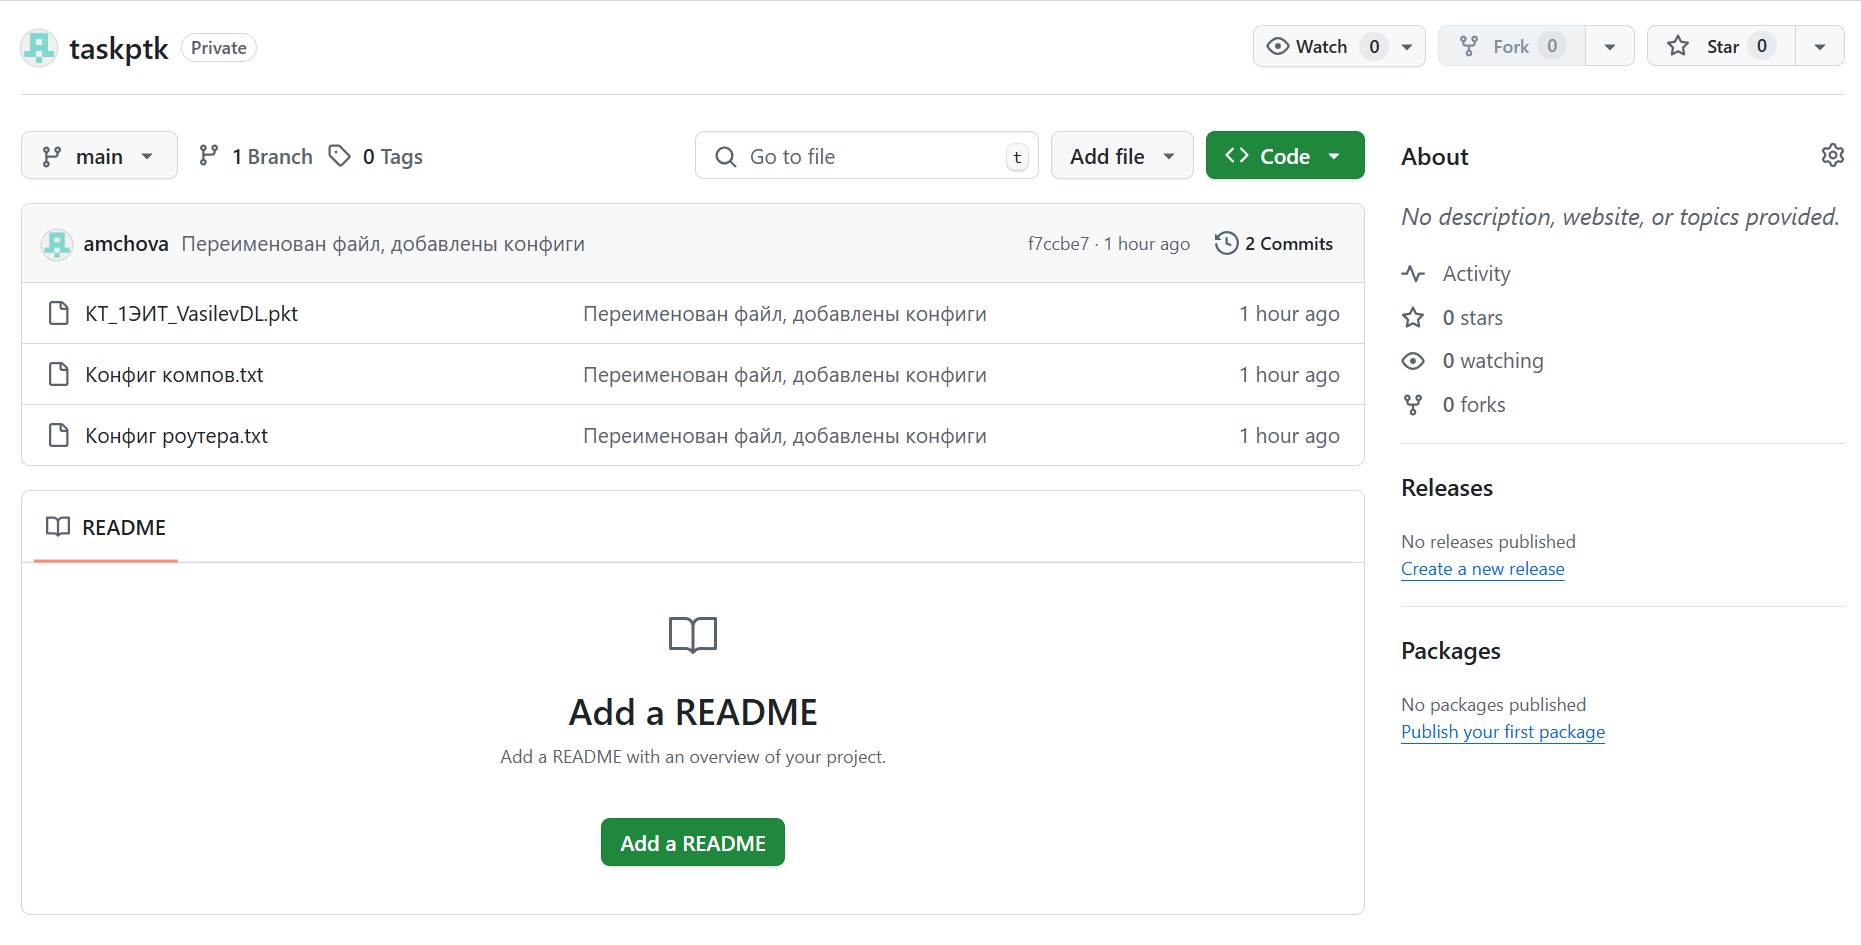 taskptk Private Watch 0 Fork 0 Star 0
main 1 Branch 0 Tags Go to file t Add file Code
amchova Переименован файл, добавлены конфиги f7ccbe7 · 1 hour ago 2 Commits
КТ_1ЭИТ_VasilevDL.pkt Переименован файл, добавлены конфиги 1 hour ago
Конфиг компов.txt Переименован файл, добавлены конфиги 1 hour ago
Конфиг роутера.txt Переименован файл, добавлены конфиги 1 hour ago
README
Add a README
Add a README with an overview of your project.
Add a README
About
No description, website, or topics provided.
Activity
0 stars
0 watching
0 forks
Releases
No releases published
Create a new release
Packages
No packages published
Publish your first package